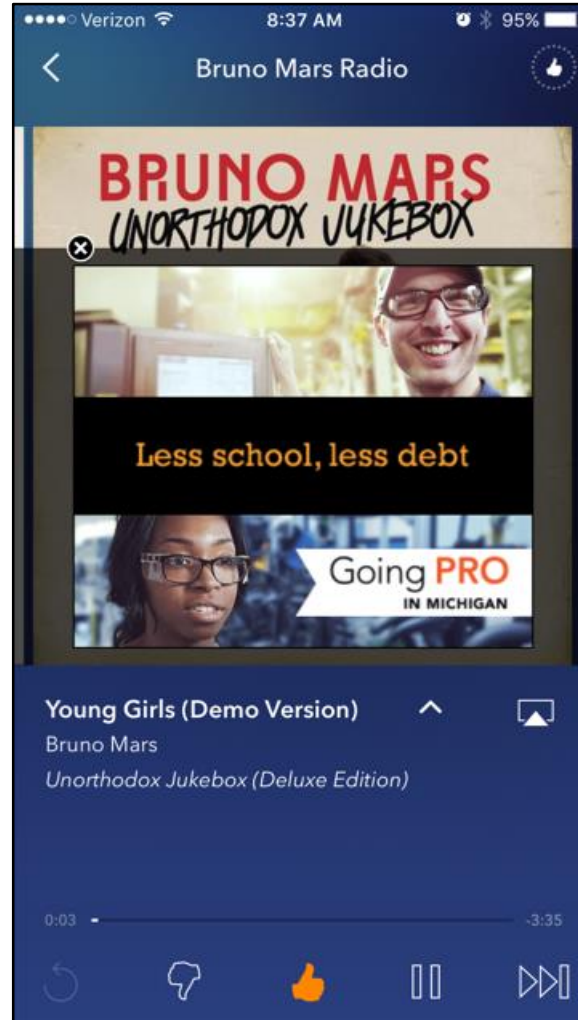 Verizon 8:37 AM 95%
Bruno Mars Radio
BRUNO MARS
UNORTHODOX JUKEBOX
Less school, less debt
Going PRO
IN MICHIGAN
Young Girls (Demo Version)
Bruno Mars
Unorthodox Jukebox (Deluxe Edition)
0:03 -3:35